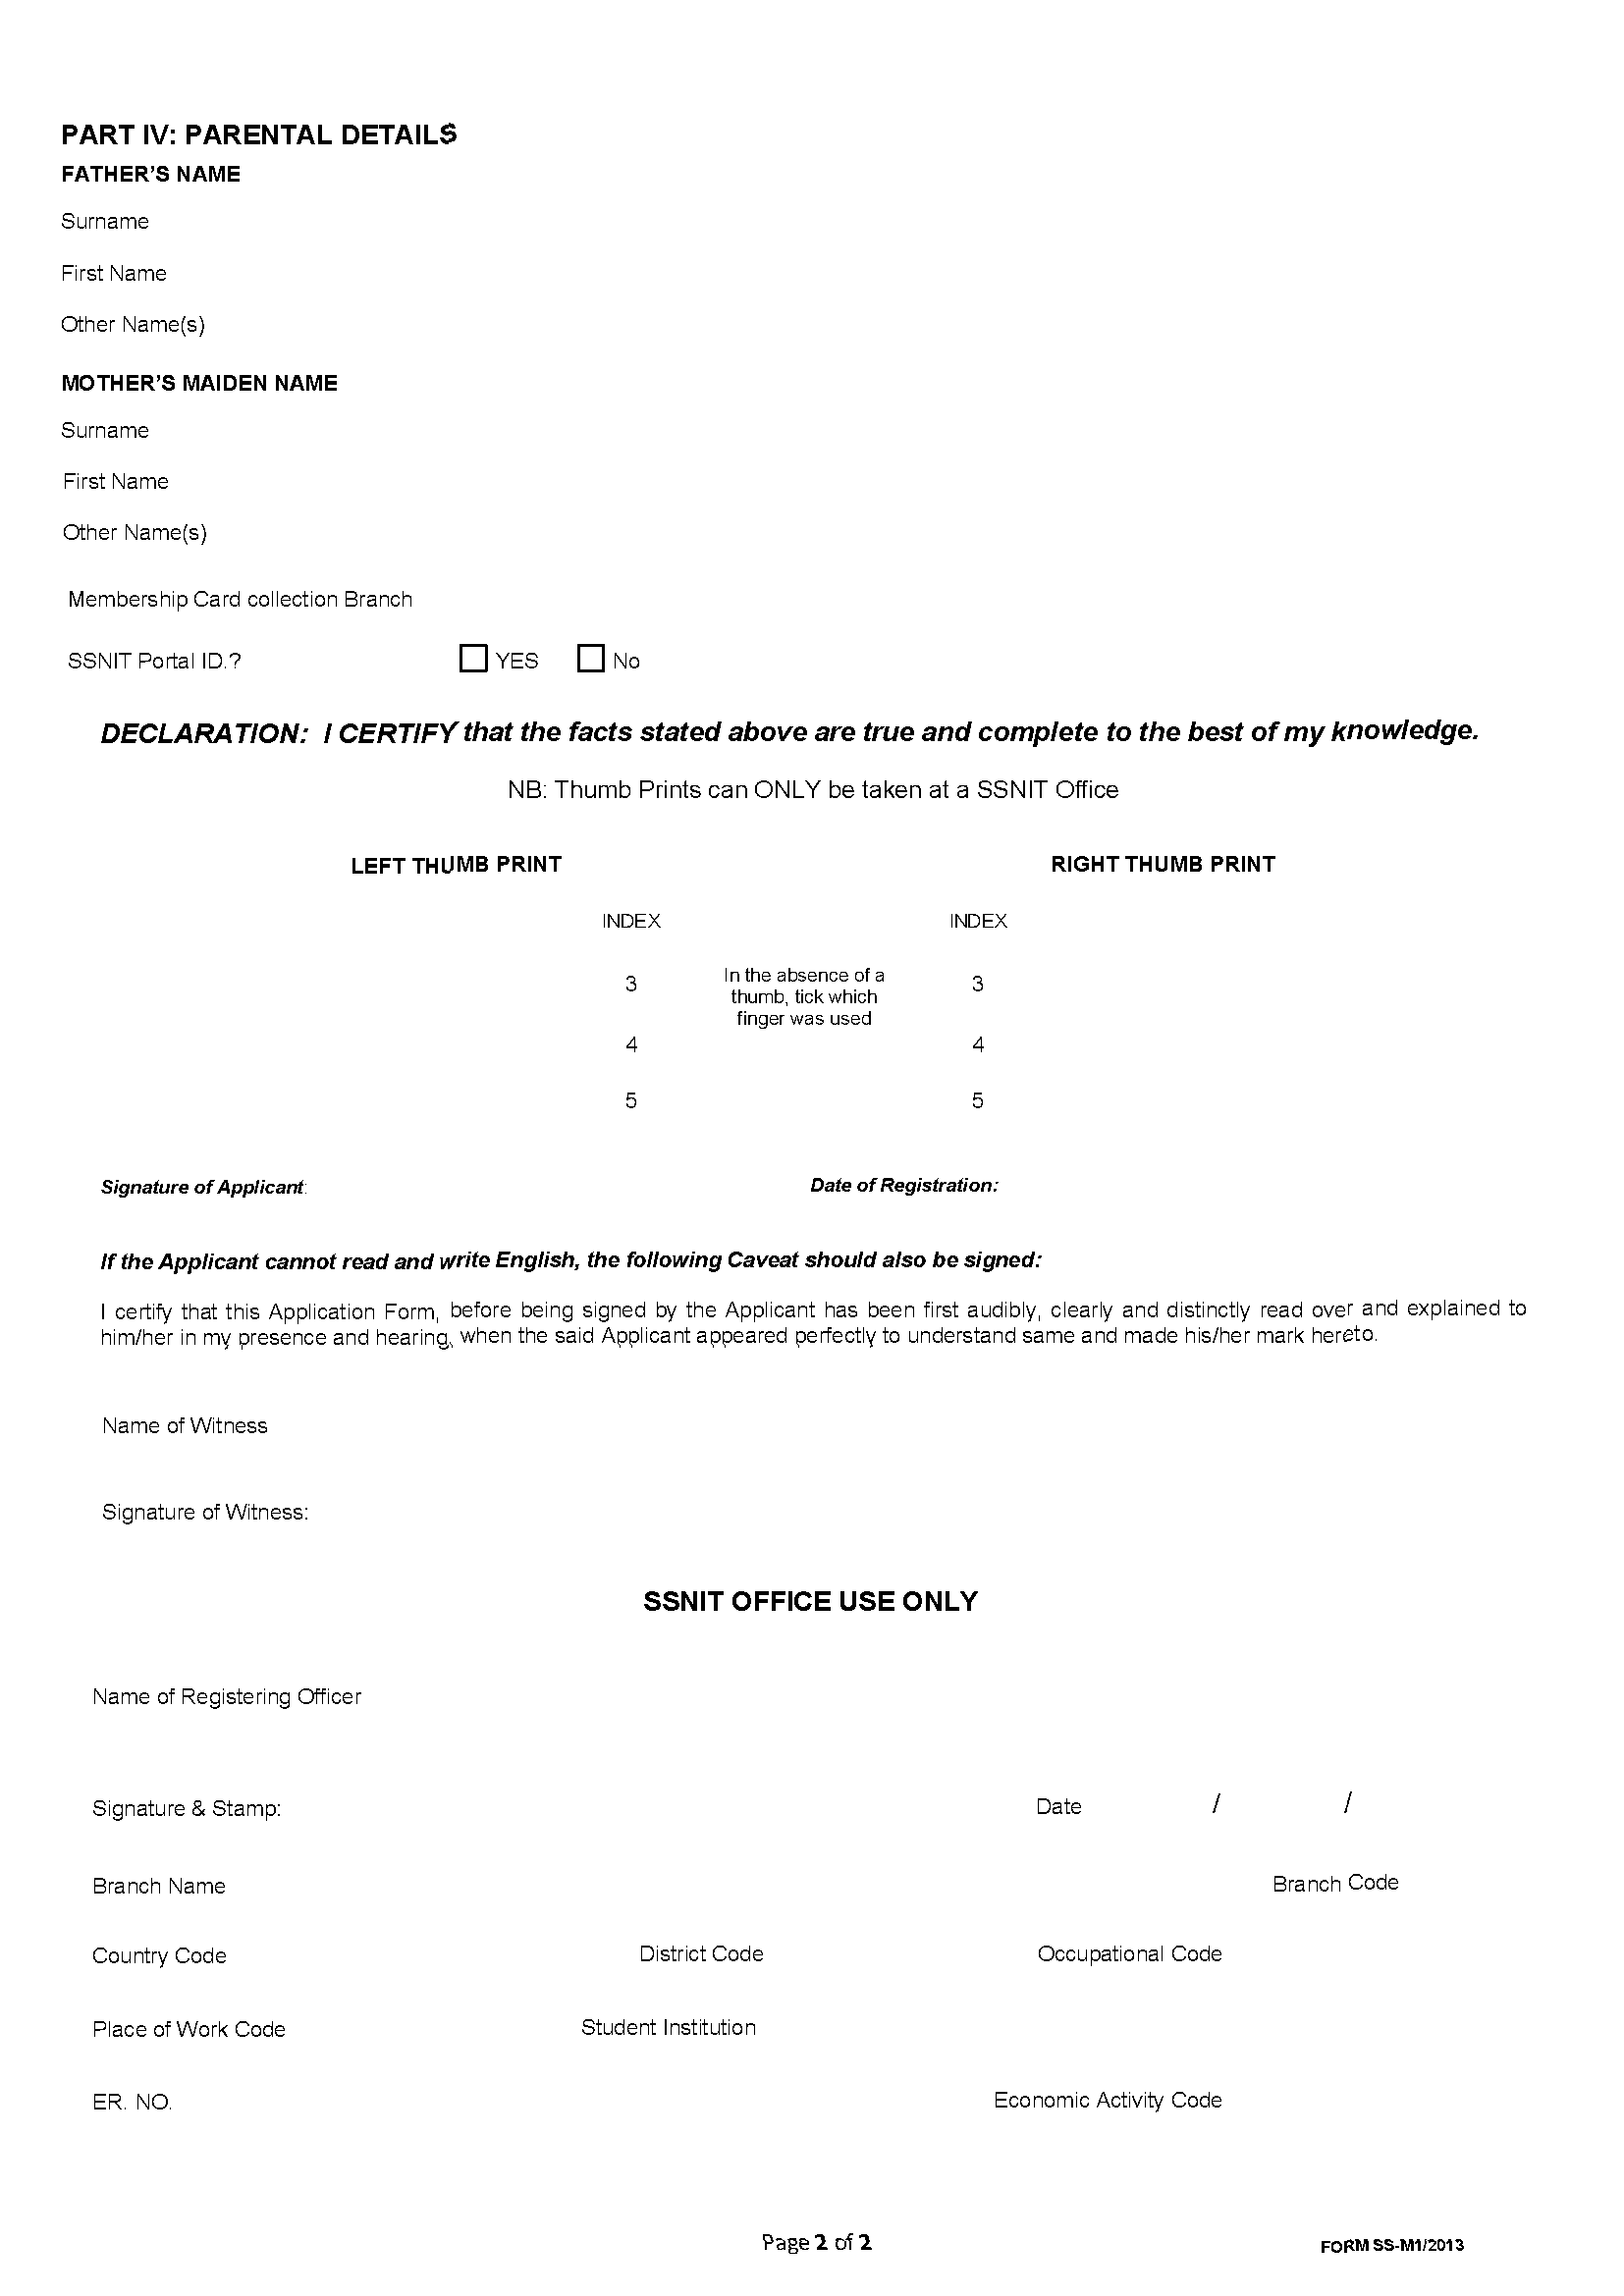 PART IV: PARENTAL DETAILS
FATHER’S NAME
Surname
First Name
Other Name(s)
MOTHER’S MAIDEN NAME
Surname
First Name
Other Name(s)
Membership Card collection Branch
SSNIT Portal ID.? YES No
DECLARATION: I CERTIFY that the facts stated above are true and complete to the best of my knowledge.
NB: Thumb Prints can ONLY be taken at a SSNIT Office
LEFT THUMB PRINT RIGHT THUMB PRINT
INDEX INDEX
3 In the absence of a 3
thumb, tick which
finger was used
4 4
5 5
Signature of Applicant: Date of Registration:
If the Applicant cannot read and write English, the following Caveat should also be signed:
I certify that this Application Form, before being signed by the Applicant has been first audibly, clearly and distinctly read over and explained to
him/her in my presence and hearing, when the said Applicant appeared perfectly to understand same and made his/her mark hereto.
Name of Witness
Signature of Witness:
SSNIT OFFICE USE ONLY
Name of Registering Officer
Signature & Stamp: Date / /
Branch Name Branch Code
Country Code District Code Occupational Code
Place of Work Code Student Institution
ER. NO. Economic Activity Code
Page 2 of 2 FORM SS-M1/2013